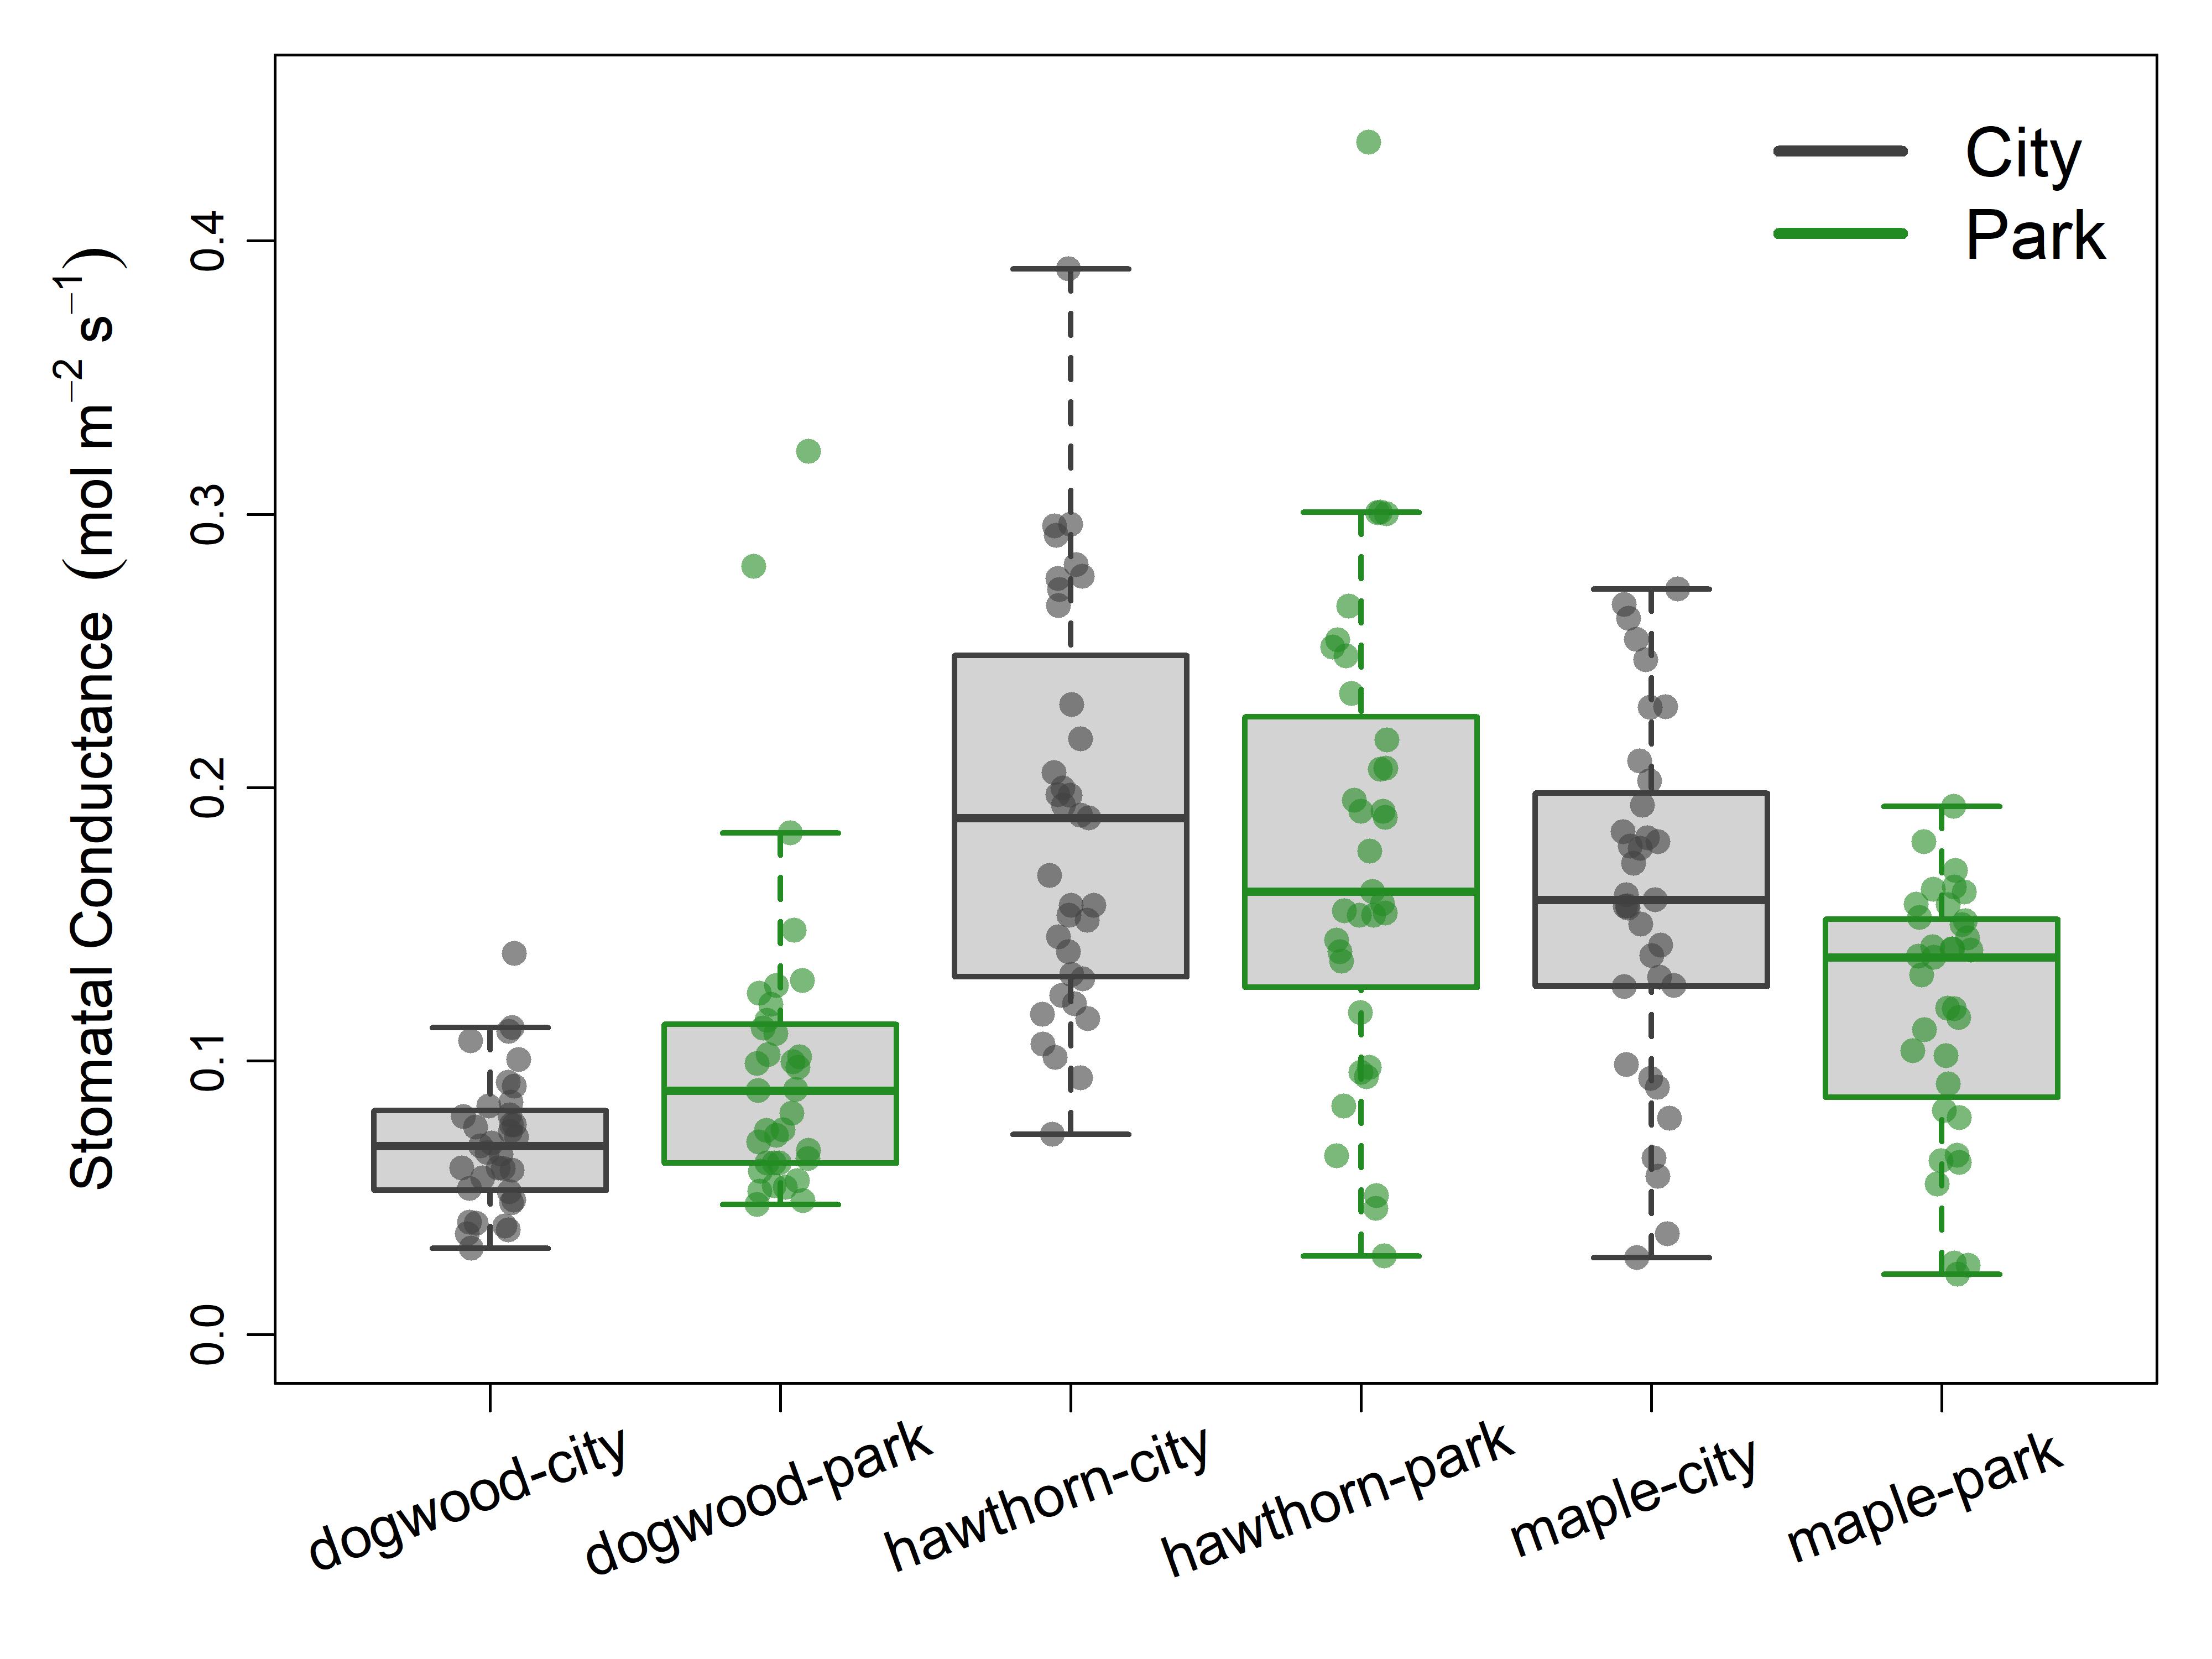 City
Park
Stomatal Conductance (mol m⁻² s⁻¹)
0.4
0.3
0.2
0.1
0.0
dogwood-city
dogwood-park
hawthorn-city
hawthorn-park
maple-city
maple-park